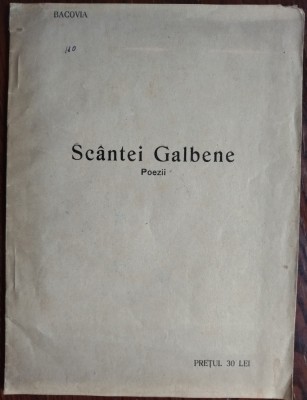 BACOVIA
Scântei Galbene
Poezii
PREȚUL 30 LEI